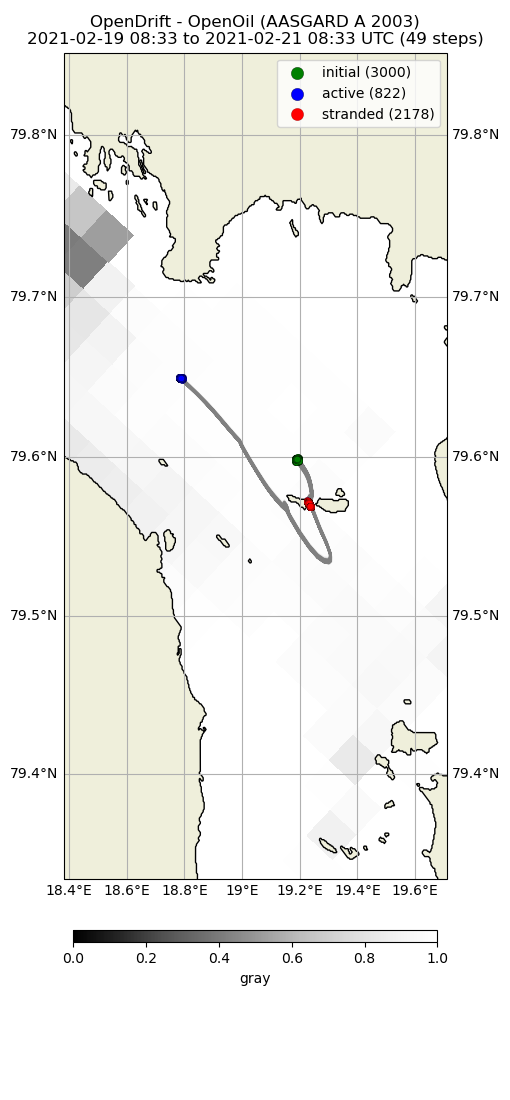 OpenDrift - OpenOil (AASGARD A 2003)
2021-02-19 08:33 to 2021-02-21 08:33 UTC (49 steps)
initial (3000)
active (822)
stranded (2178)
79.8°N 79.8°N
79.7°N 79.7°N
79.6°N 79.6°N
79.5°N 79.5°N
79.4°N 79.4°N
18.4°E 18.6°E 18.8°E 19°E 19.2°E 19.4°E 19.6°E
0.0 0.2 0.4 0.6 0.8 1.0
gray